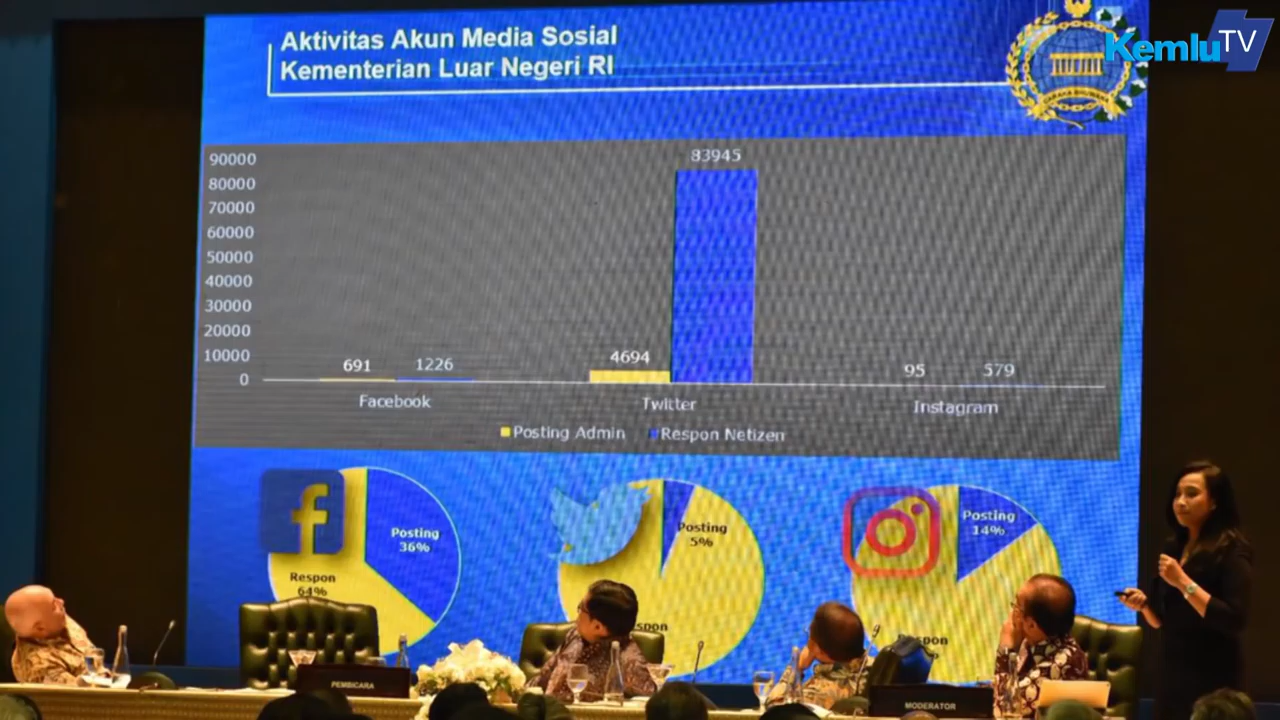 Aktivitas Akun Media Sosial
Kementerian Luar Negeri RI
KemluTV
90000
80000
70000
60000
50000
40000
30000
20000
10000
0
691
1226
4694
83945
95
579
Facebook
Twitter
Instagram
Posting Admin
Respon Netizen
Posting
36%
Respon
64%
Posting
5%
Posting
14%
PEMBICARA
MODERATOR